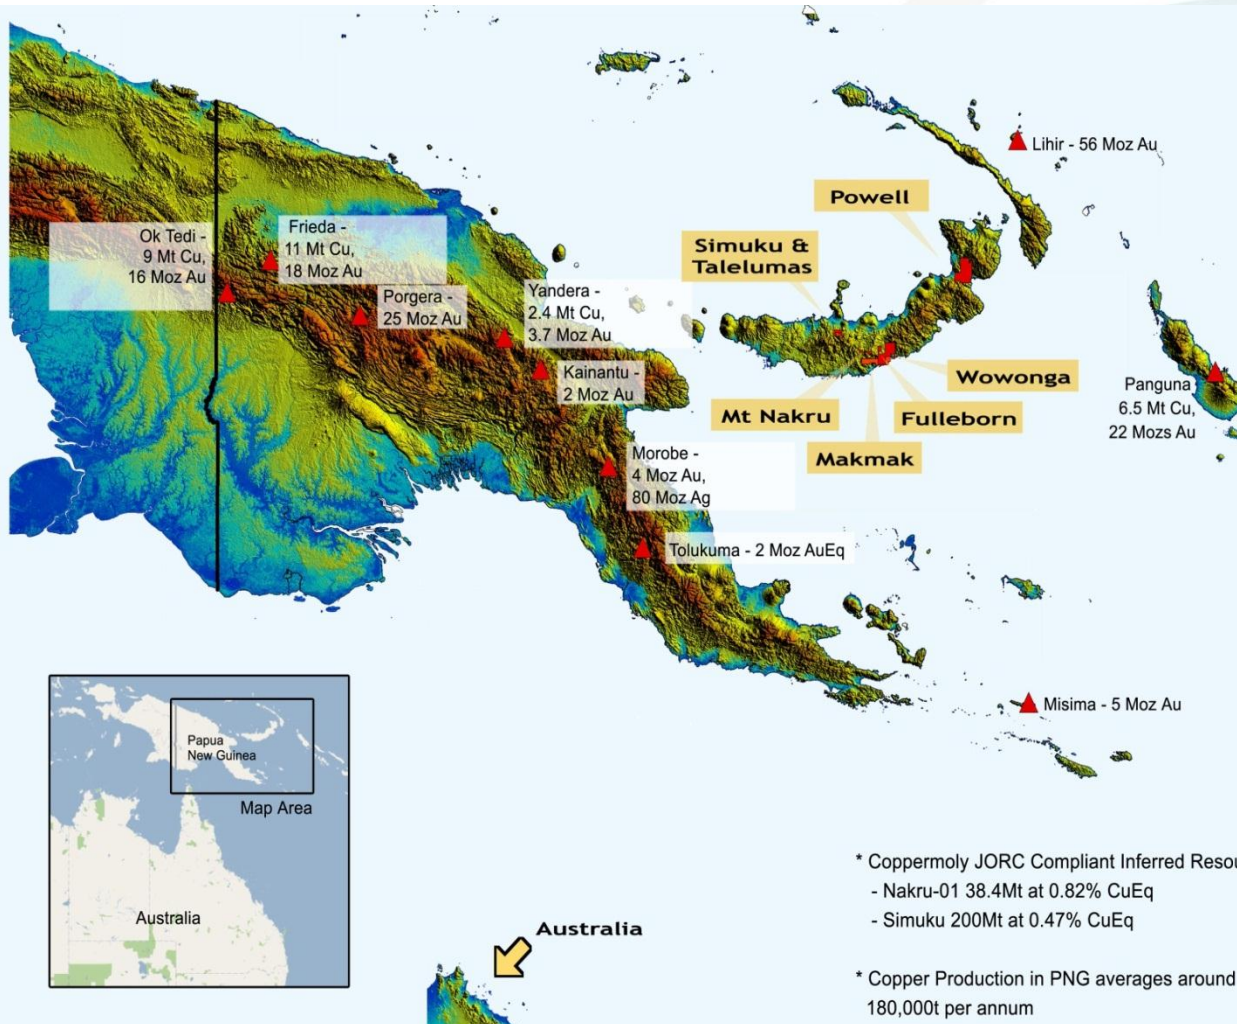 Lihir - 56 Moz Au
Powell
Simuku &
Talelumas
Ok Tedi -
9 Mt Cu,
16 Moz Au
Frieda -
11 Mt Cu,
18 Moz Au
Porgera -
25 Moz Au
Yandera -
2.4 Mt Cu,
3.7 Moz Au
Kainantu -
2 Moz Au
Wowonga
Mt Nakru
Fulleborn
Makmak
Panguna
6.5 Mt Cu,
22 Mozs Au
Morobe -
4 Moz Au,
80 Moz Ag
Tolukuma - 2 Moz AuEq
Misima - 5 Moz Au
Papua
New Guinea
Map Area
Australia
Australia
* Coppermoly JORC Compliant Inferred
- Nakru-01 38.4Mt at 0.82% CuEq
- Simuku 200Mt at 0.47% CuEq
* Copper Production in PNG averages around
180,000t per annum